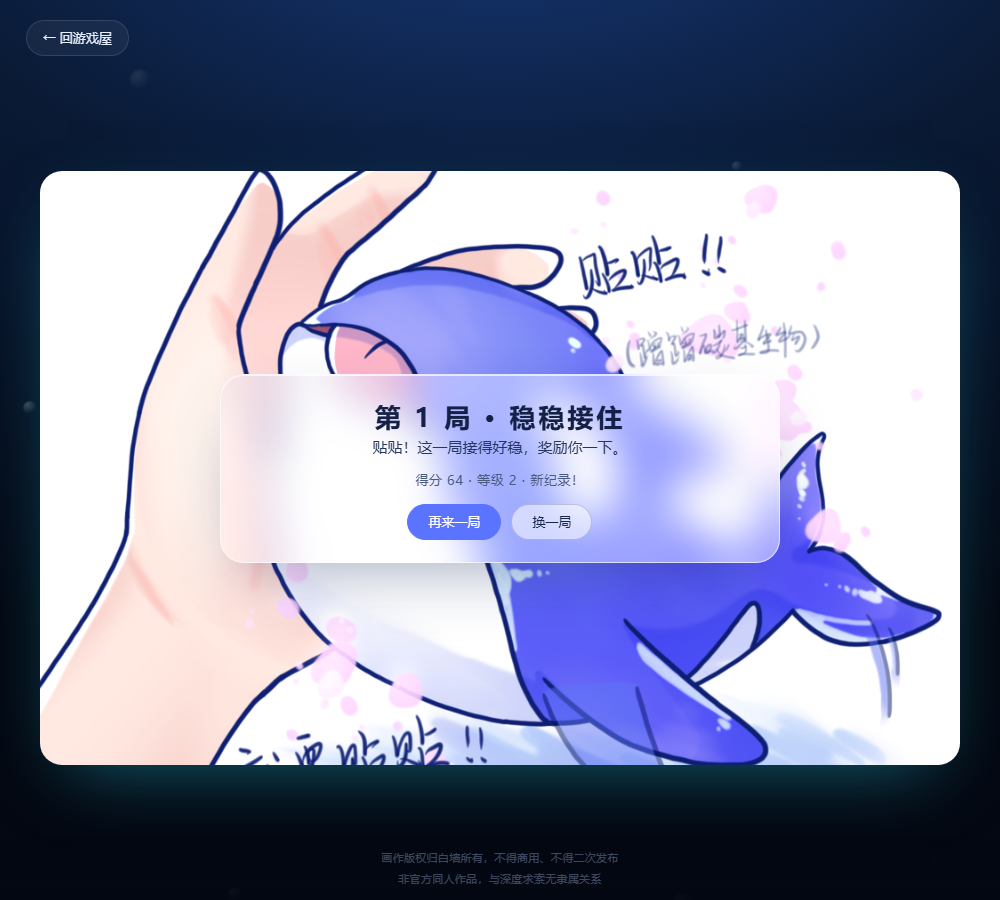 ← 回游戏屋
贴贴!!
(蹭蹭碳基生物)
第 1 局 · 稳稳接住
贴贴！这一局接得好稳，奖励你一下。
得分 64 · 等级 2 · 新纪录！
再来一局
换一局
要贴贴!!
画作版权归白墙所有，不得商用、不得二次发布
非官方同人作品，与深度求索无隶属关系